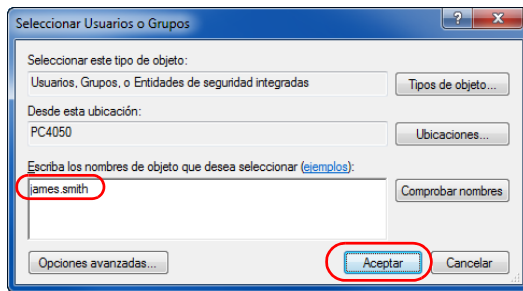 Seleccionar Usuarios o Grupos
Seleccionar este tipo de objeto:
Usuarios, Grupos, o Entidades de seguridad integradas
Tipos de objeto...
Desde esta ubicación:
PC4050
Ubicaciones...
Escriba los nombres de objeto que desea seleccionar (ejemplos):
james.smith
Comprobar nombres
Opciones avanzadas...
Aceptar
Cancelar